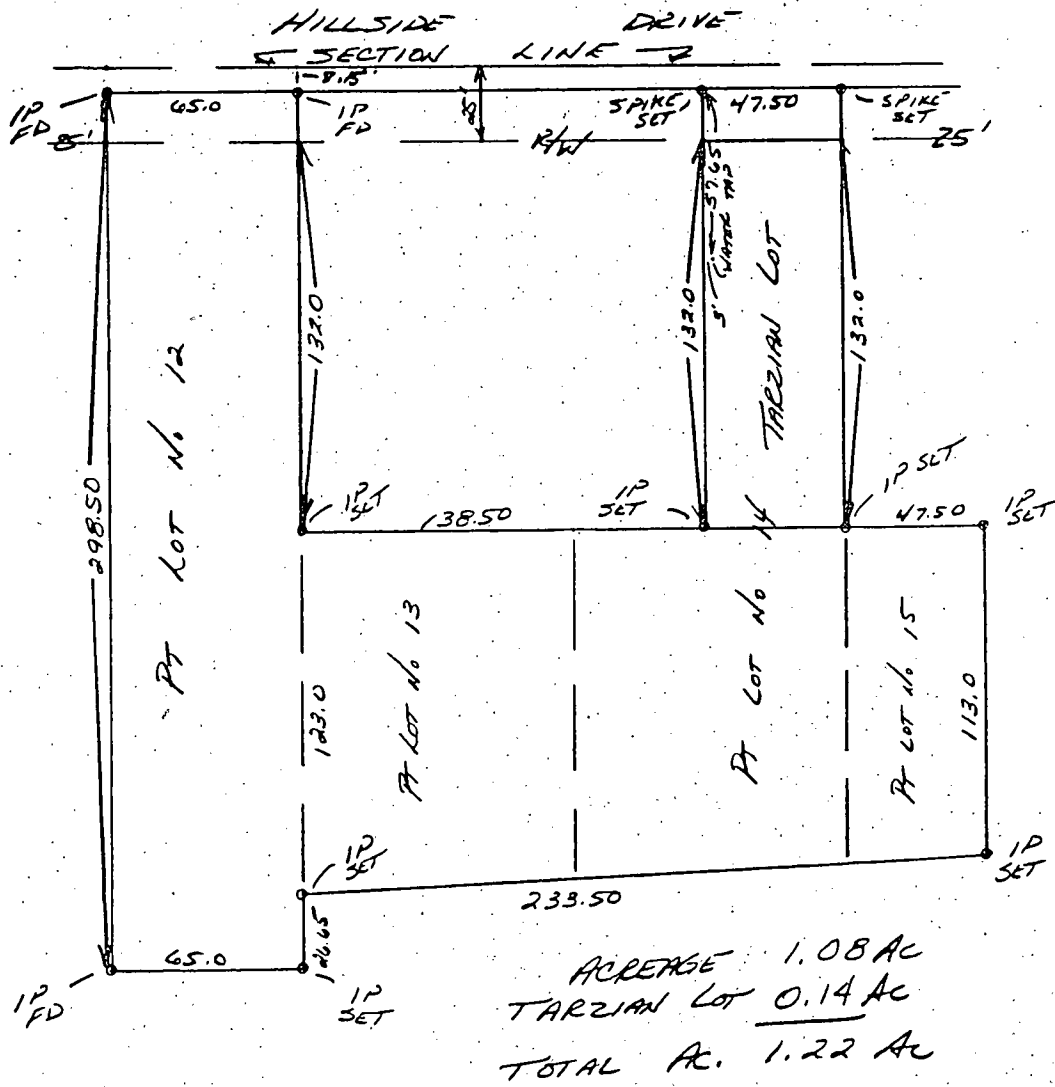 HILLSIDE DRIVE
SECTION LINE
8.15'
IP FD
65.0
IP FD
25'
SPIKE SET
47.50
SPIKE SET
25'
R/W
25'
298.50
PT LOT No 12
132.0
132.0
5'
57.65
WATER TAP
TARZIAN LOT
132.0
IP SET
138.50
IP SET
IP SET
47.50
IP SET
123.0
PT LOT No 13
PT LOT No 14
PT LOT No 15
113.0
IP SET
233.50
IP SET
26.65
65.0
IP FD
IP SET
ACREAGE 1.08 AC
TARZIAN LOT 0.14 AC
TOTAL AC. 1.22 AC